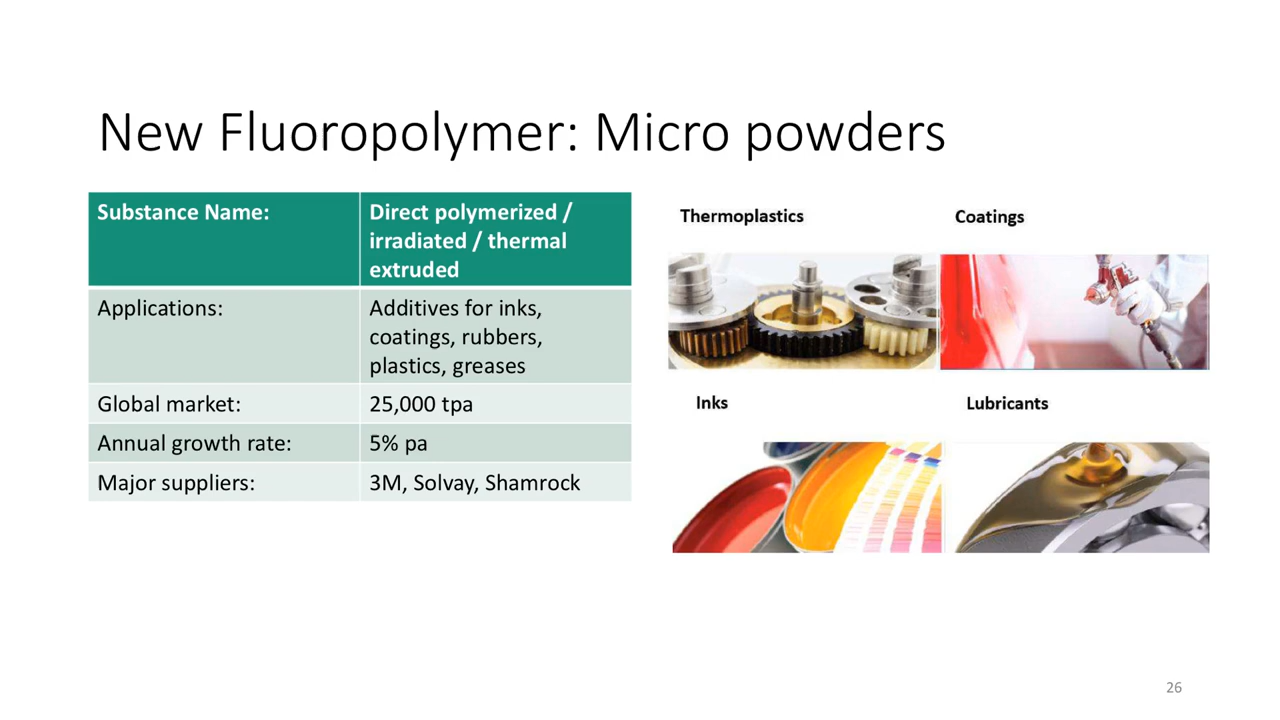 New Fluoropolymer: Micro powders
Substance Name:
Direct polymerized /
irradiated / thermal
extruded
Applications:
Additives for inks,
coatings, rubbers,
plastics, greases
Global market:
25,000 tpa
Annual growth rate:
5% pa
Major suppliers:
3M, Solvay, Shamrock
Thermoplastics
Coatings
Inks
Lubricants
26